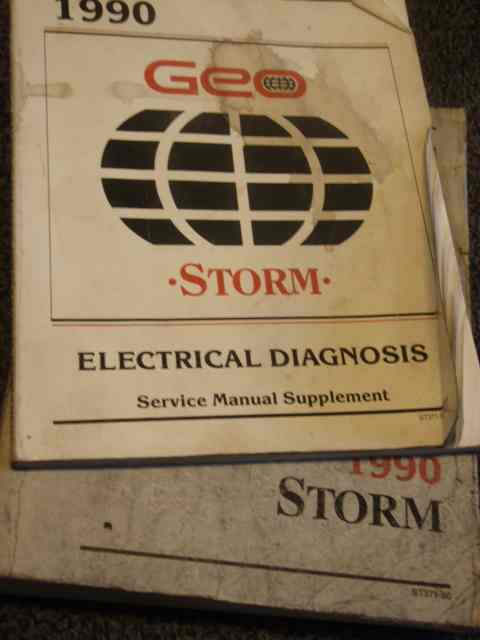 1990
Geo
·STORM·
ELECTRICAL DIAGNOSIS
Service Manual Supplement
1990
STORM